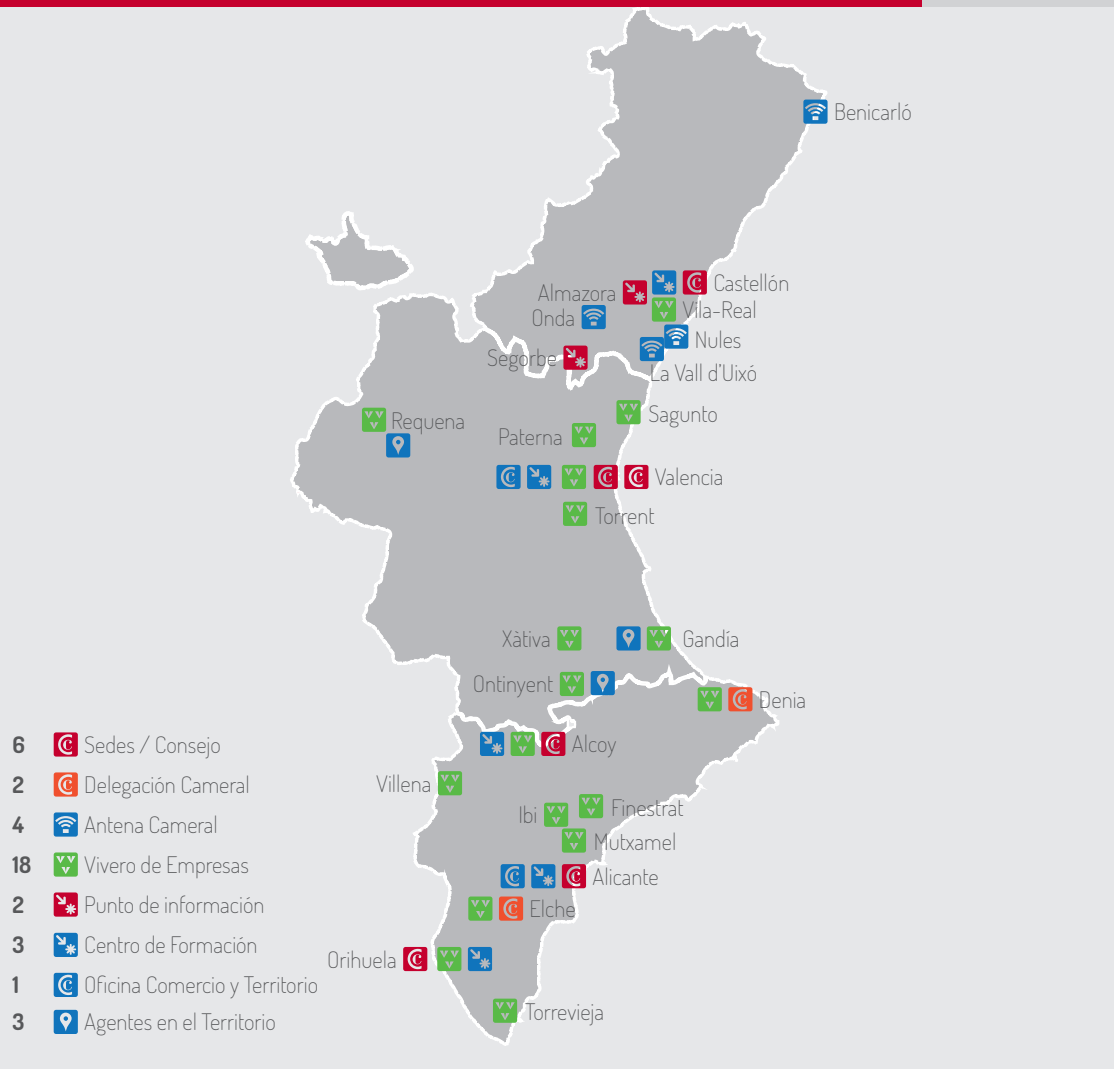 Benicarló
Castellón
Almazora
Vila-Real
Onda
Nules
Segorbe
La Vall d'Uixó
Sagunto
Requena
Paterna
Valencia
Torrent
Xàtiva
Gandía
Ontinyent
Denia
Alcoy
Villena
Finestrat
Ibi
Mutxamel
Alicante
Elche
Orihuela
Torrevieja
6 Sedes / Consejo
2 Delegación Cameral
4 Antena Cameral
18 Vivero de Empresas
2 Punto de información
3 Centro de Formación
1 Oficina Comercio y Territorio
3 Agentes en el Territorio